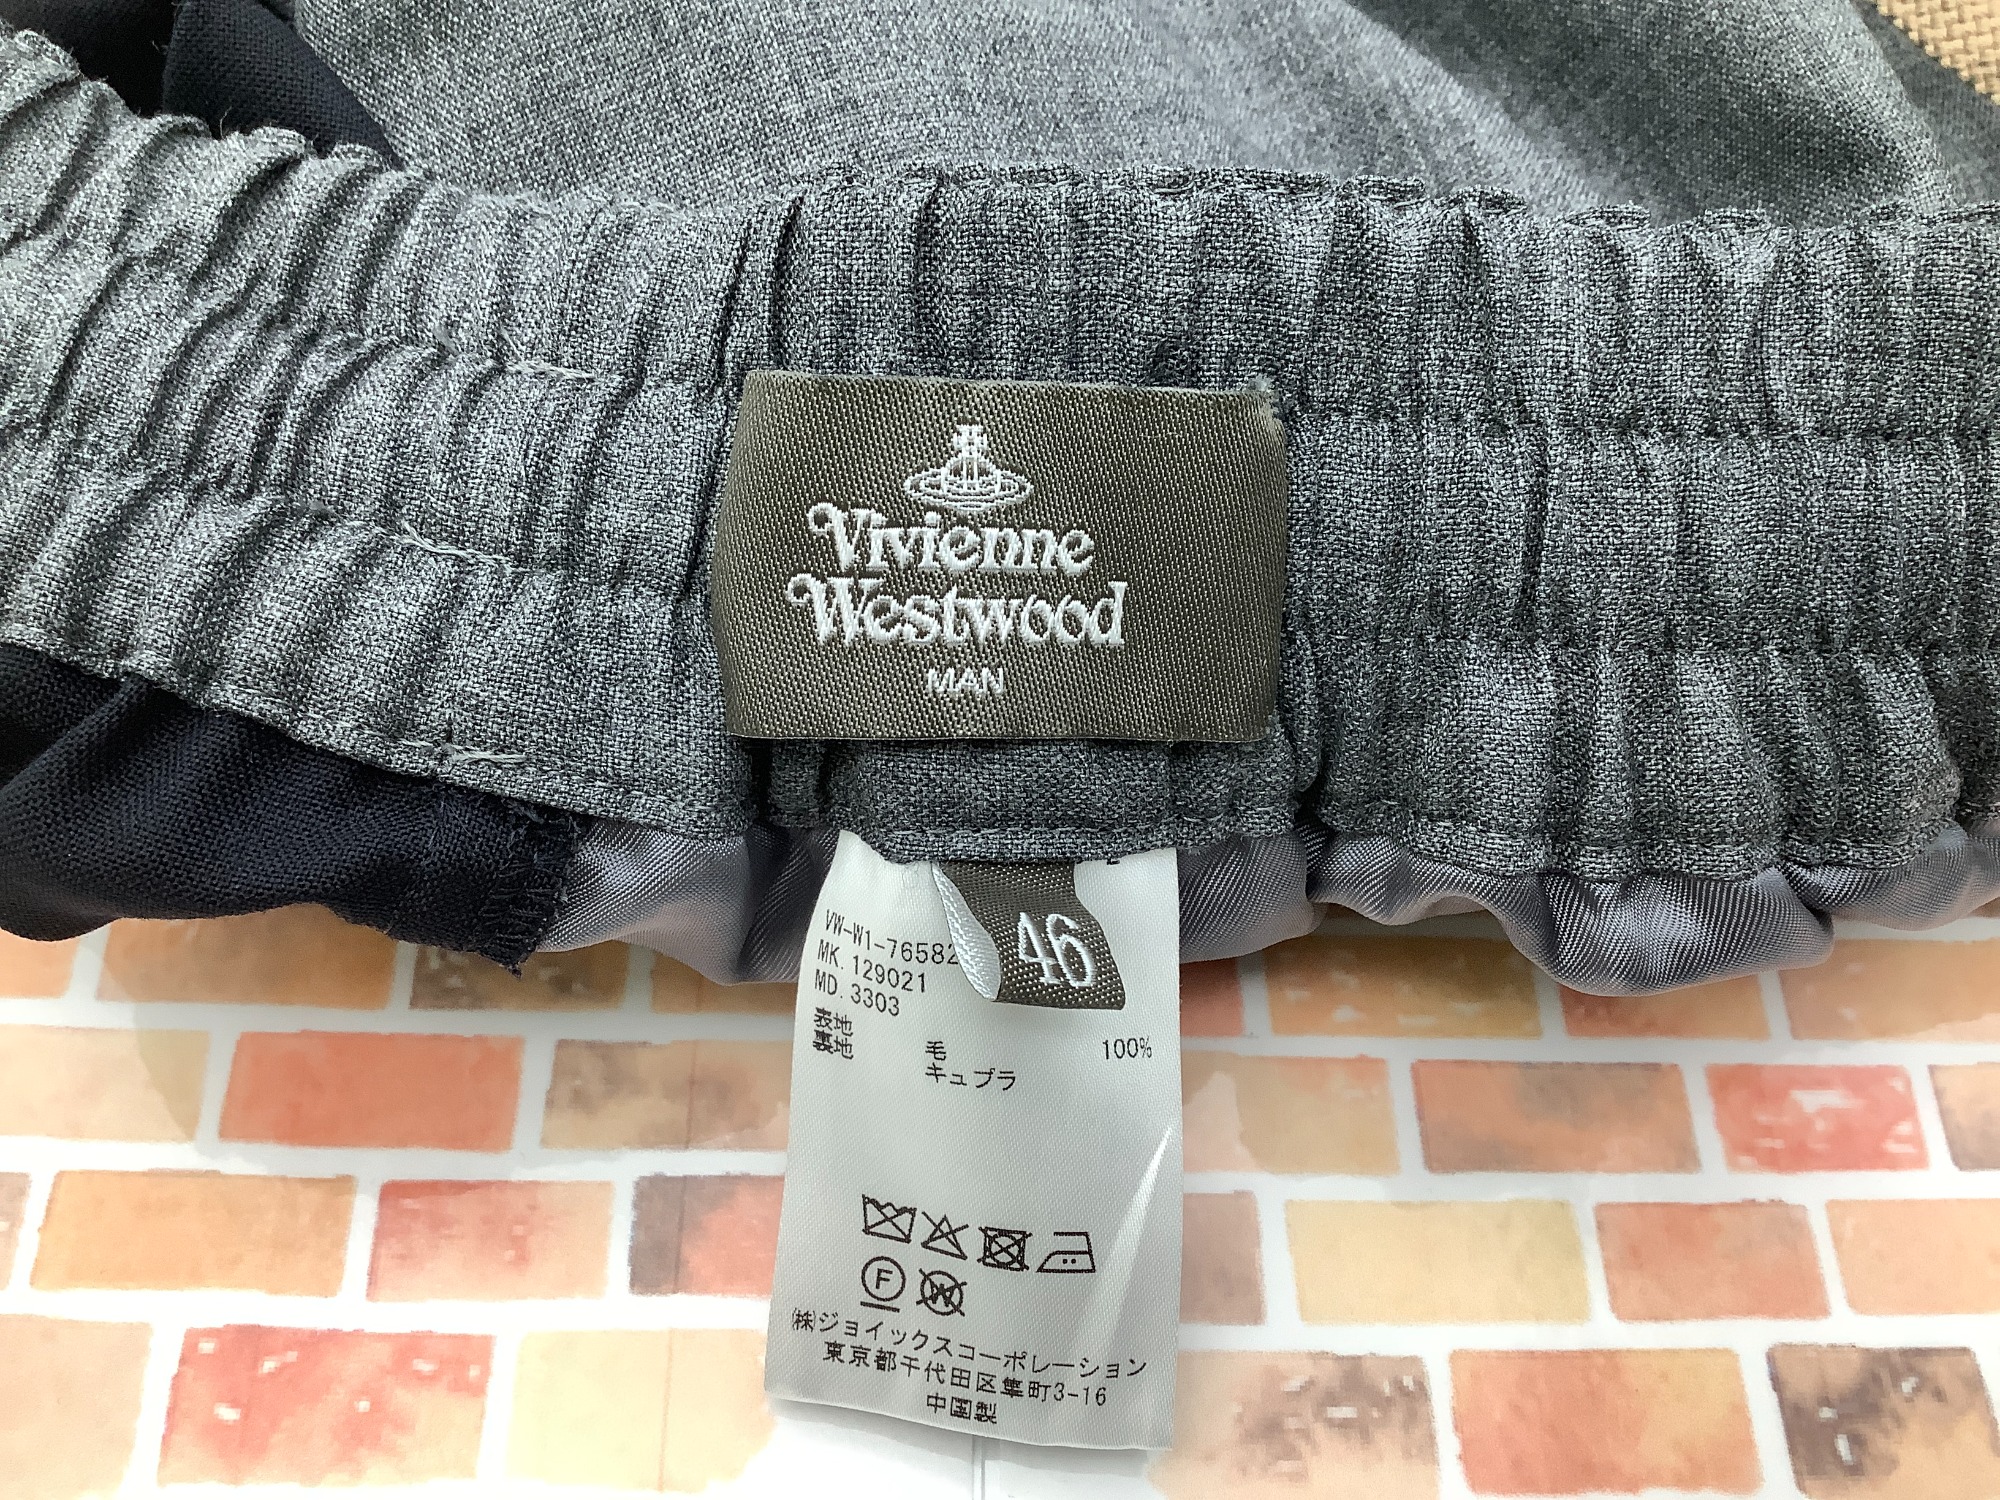 Vivienne
Westwood
MAN
46
VW-W1-76582
MK. 129021
MD. 3303
表地 毛 100%
裏地 キュプラ
F
W
㈱ジョイックスコーポレーション
東京都千代田区麹町3-16
中国製